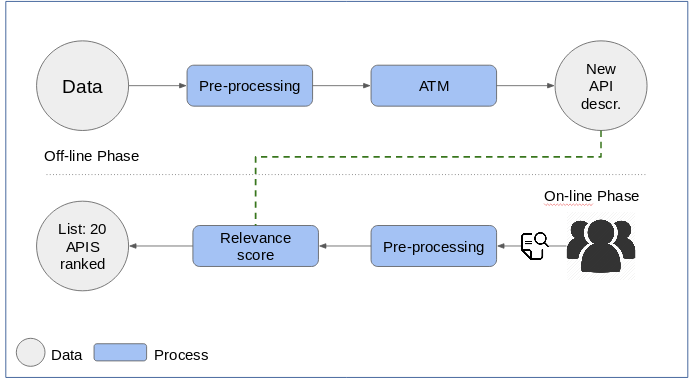 Data
Pre-processing
ATM
New
API
descr.
Off-line Phase
On-line Phase
List: 20
APIS
ranked
Relevance
score
Pre-processing
Data
Process